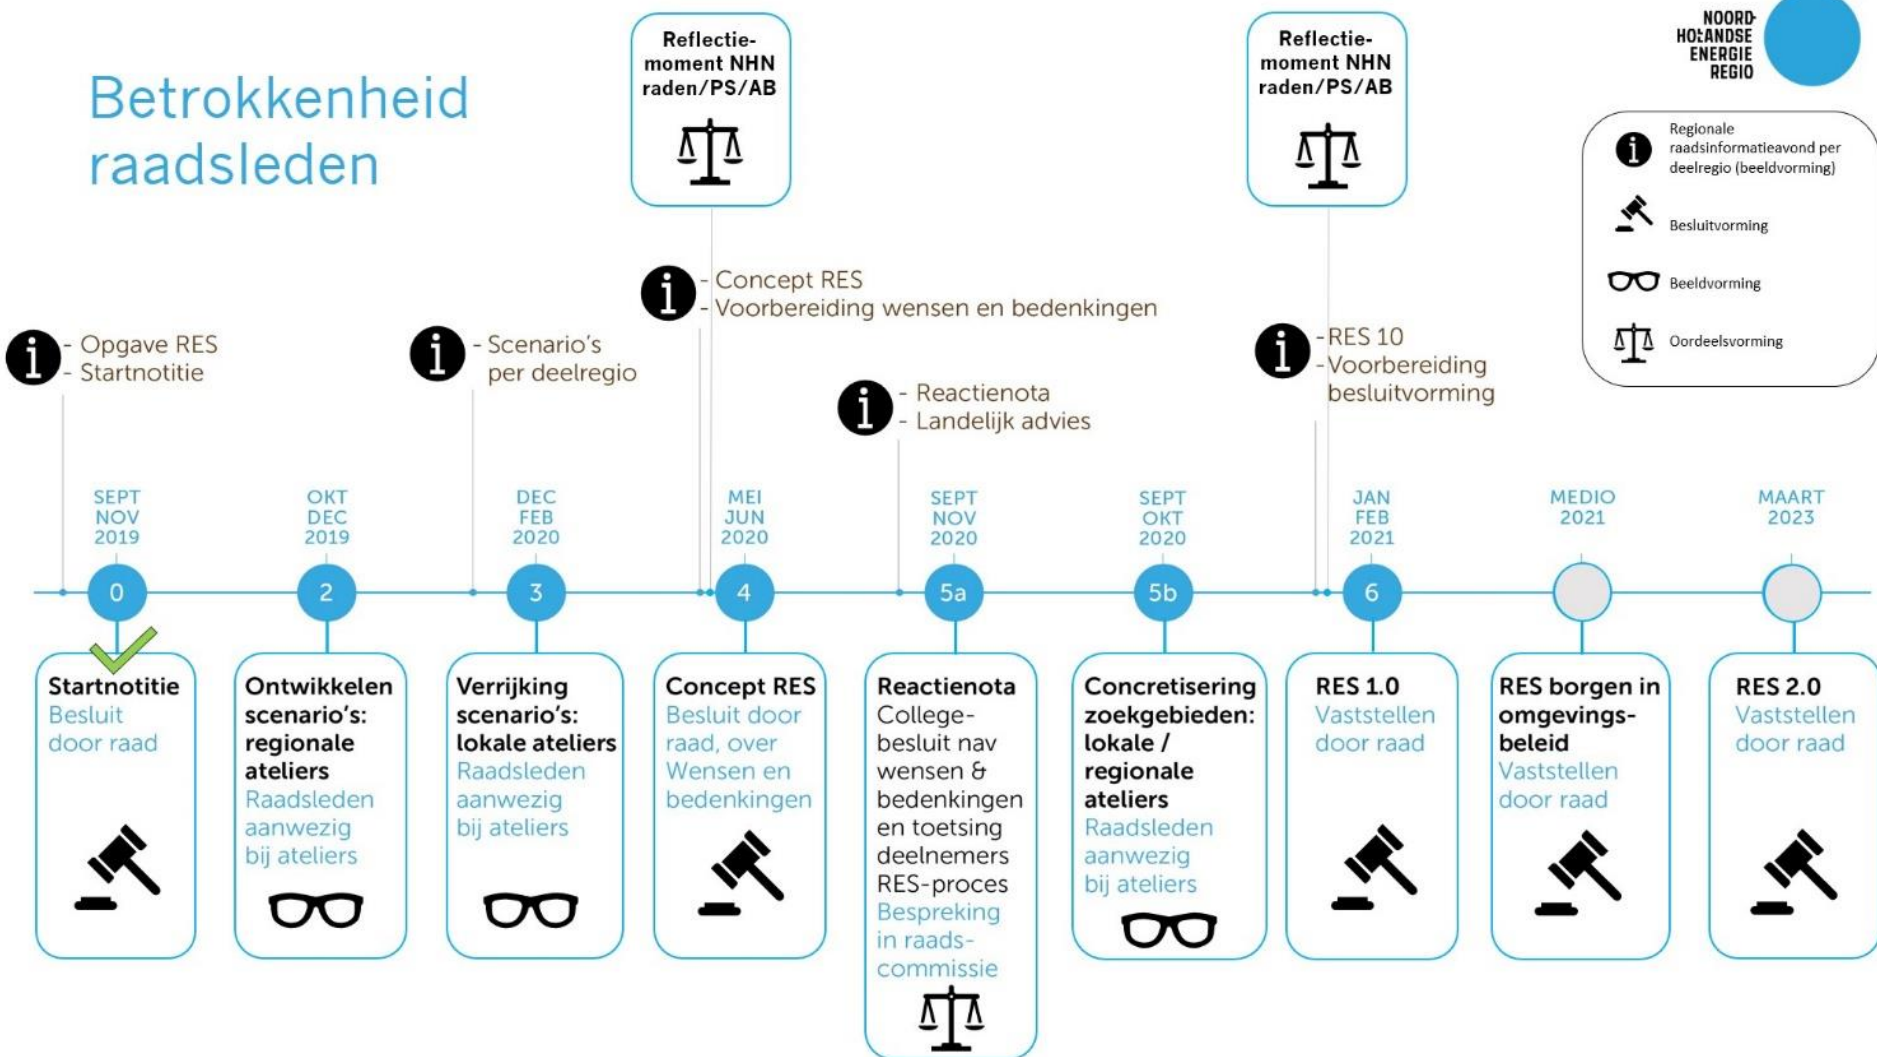 Betrokkenheid
raadsleden
Reflectie-
moment NHN
raden/PS/AB
Reflectie-
moment NHN
raden/PS/AB
NOORD-
HOLLANDSE
ENERGIE
REGIO
Regionale
raadsinformatieavond per
deelregio (beeldvorming)
Besluitvorming
Beeldvorming
Oordeelsvorming
- Opgave RES
- Startnotitie
- Scenario's
per deelregio
- Concept RES
- Voorbereiding wensen en bedenkingen
- Reactienota
- Landelijk advies
-RES 10
-Voorbereiding
besluitvorming
SEPT
NOV
2019
OKT
DEC
2019
DEC
FEB
2020
MEI
JUN
2020
SEPT
NOV
2020
SEPT
OKT
2020
JAN
FEB
2021
MEDIO
2021
MAART
2023
0
2
3
4
5a
5b
6
Startnotitie
Besluit
door raad
Ontwikkelen
scenario's:
regionale
ateliers
Raadsleden
aanwezig
bij ateliers
Verrijking
scenario's:
lokale ateliers
Raadsleden
aanwezig
bij ateliers
Concept RES
Besluit door
raad, over
Wensen en
bedenkingen
Reactienota
College-
besluit nav
wensen &
bedenkingen
en toetsing
deelnemers
RES-proces
Bespreking
in raads-
commissie
Concretisering
zoekgebieden:
lokale /
regionale
ateliers
Raadsleden
aanwezig
bij ateliers
RES 1.0
Vaststellen
door raad
RES borgen in
omgevings-
beleid
Vaststellen
door raad
RES 2.0
Vaststellen
door raad